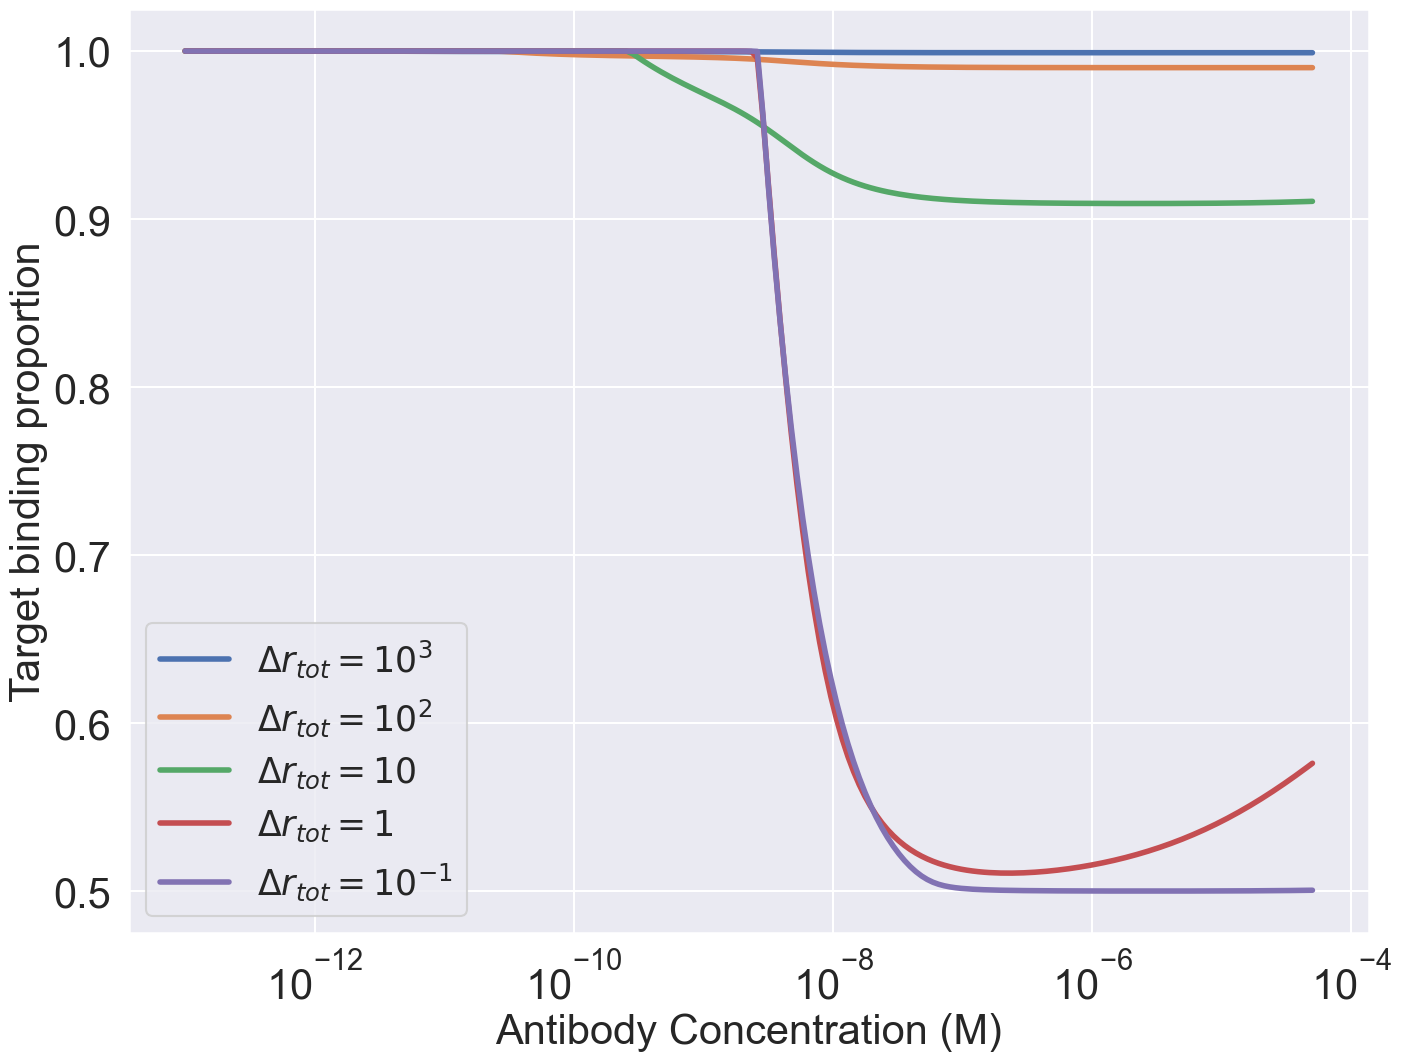 1.0
0.9
0.8
0.7
0.6
0.5
Target binding proportion
Δr_tot = 10^3
Δr_tot = 10^2
Δr_tot = 10
Δr_tot = 1
Δr_tot = 10^−1
10^−12 10^−10 10^−8 10^−6 10^−4
Antibody Concentration (M)